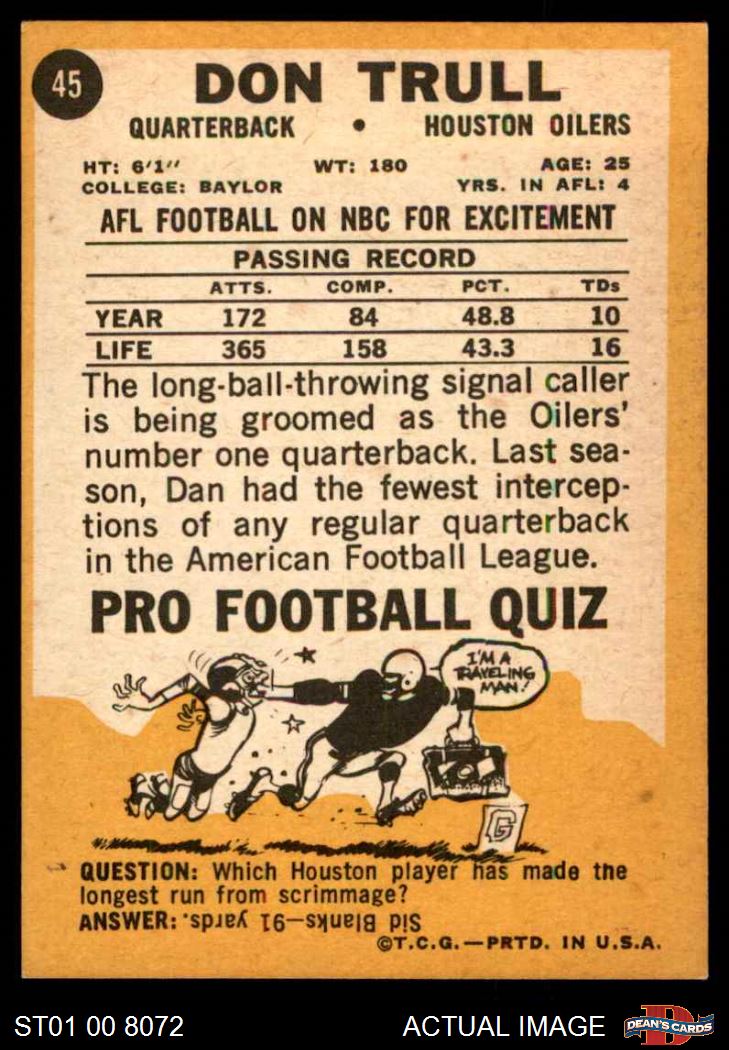 45
DON TRULL
QUARTERBACK • HOUSTON OILERS
HT: 6'1" WT: 180 AGE: 25
COLLEGE: BAYLOR YRS. IN AFL: 4
AFL FOOTBALL ON NBC FOR EXCITEMENT
PASSING RECORD
ATTS. COMP. PCT. TDs
YEAR 172 84 48.8 10
LIFE 365 158 43.3 16
The long-ball-throwing signal caller
is being groomed as the Oilers'
number one quarterback. Last sea-
son, Dan had the fewest intercep-
tions of any regular quarterback
in the American Football League.
PRO FOOTBALL QUIZ
I'M A
TRAVELING
MAN!
G
QUESTION: Which Houston player has made the
longest run from scrimmage?
ANSWER: Sid Blanks—91 yards.
©T.C.G.—PRTD. IN U.S.A.
ST01 00 8072 ACTUAL IMAGE DEAN'S CARDS